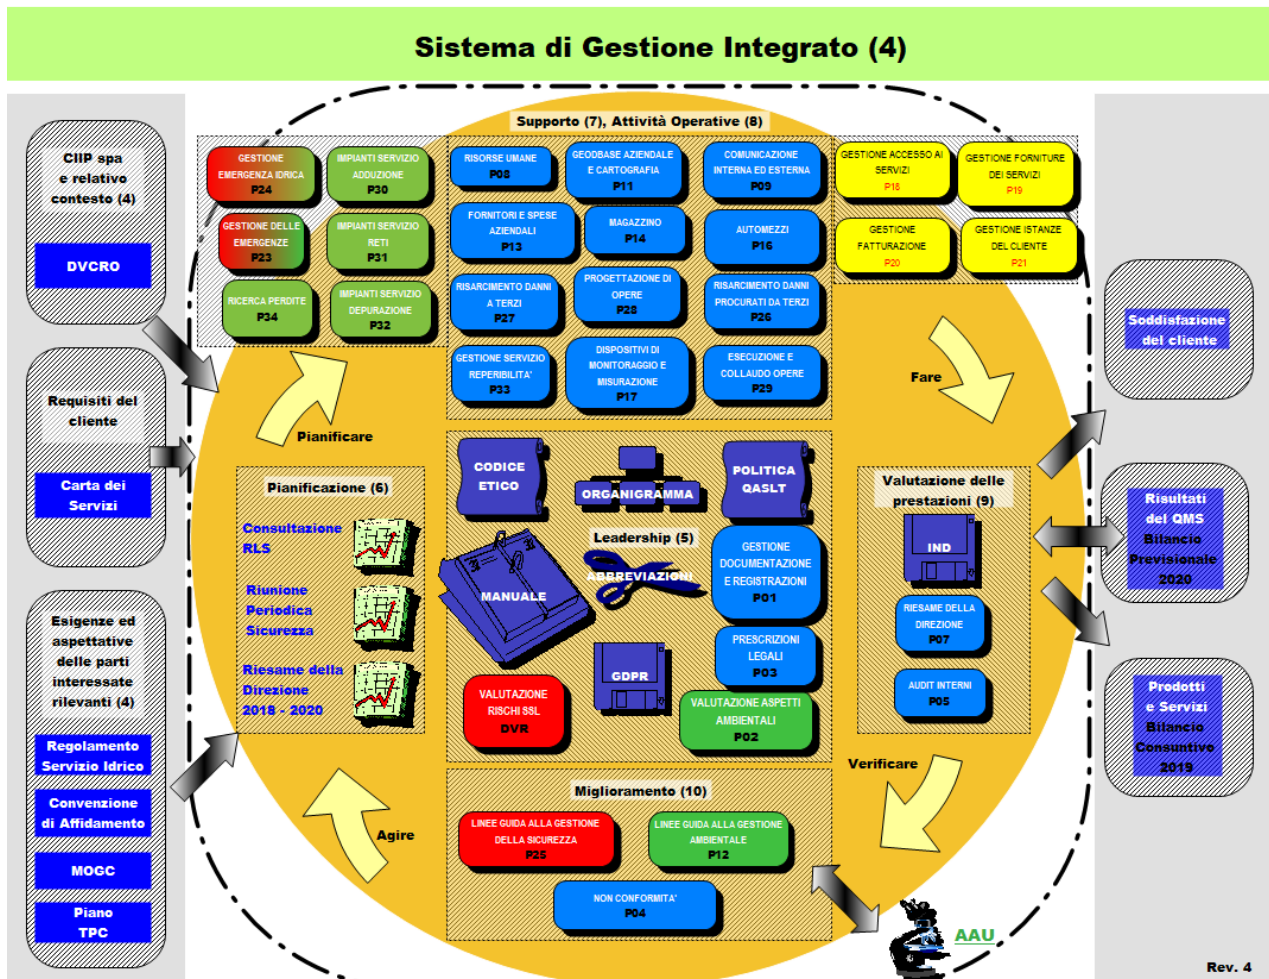 Sistema di Gestione Integrato (4)
CIIP spa
e relativo
contesto (4)
DVCRO
Requisiti del
cliente
Carta dei
Servizi
Esigenze ed
aspettative
delle parti
interessate
rilevanti (4)
Regolamento
Servizio Idrico
Convenzione
di Affidamento
MOGC
Piano
TPC
Supporto (7), Attività Operative (8)
GESTIONE
EMERGENZA IDRICA
P24
IMPIANTI SERVIZIO
ADDUZIONE
P30
GESTIONE DELLE
EMERGENZE
P23
IMPIANTI SERVIZIO
RETI
P31
RICERCA PERDITE
P34
IMPIANTI SERVIZIO
DEPURAZIONE
P32
RISORSE UMANE
P08
GEODBASE AZIENDALE
E CARTOGRAFIA
P11
COMUNICAZIONE
INTERNA ED ESTERNA
P09
FORNITORI E SPESE
AZIENDALI
P13
MAGAZZINO
P14
AUTOMEZZI
P16
RISARCIMENTO DANNI
A TERZI
P27
PROGETTAZIONE DI
OPERE
P28
RISARCIMENTO DANNI
PROCURATI DA TERZI
P26
GESTIONE SERVIZIO
REPERIBILITA'
P33
DISPOSITIVI DI
MONITORAGGIO E
MISURAZIONE
P17
ESECUZIONE E
COLLAUDO OPERE
P29
GESTIONE ACCESSO AI
SERVIZI
P18
GESTIONE FORNITURE
DEI SERVIZI
P19
GESTIONE
FATTURAZIONE
P20
GESTIONE ISTANZE
DEL CLIENTE
P21
Pianificare
Fare
Pianificazione (6)
Consultazione
RLS
Riunione
Periodica
Sicurezza
Riesame della
Direzione
2018 - 2020
CODICE
ETICO
ORGANIGRAMMA
POLITICA
QASLT
Leadership (5)
MANUALE
ABBREVIAZIONI
GESTIONE
DOCUMENTAZIONE
E REGISTRAZIONI
P01
GDPR
PRESCRIZIONI
LEGALI
P03
VALUTAZIONE
RISCHI SSL
DVR
VALUTAZIONE ASPETTI
AMBIENTALI
P02
Valutazione delle
prestazioni (9)
IND
RIESAME DELLA
DIREZIONE
P07
AUDIT INTERNI
P05
Verificare
Agire
Miglioramento (10)
LINEE GUIDA ALLA GESTIONE
DELLA SICUREZZA
P25
LINEE GUIDA ALLA GESTIONE
AMBIENTALE
P12
NON CONFORMITA'
P04
AAU
Soddisfazione
del cliente
Risultati
del QMS
Bilancio
Previsionale
2020
Prodotti
e Servizi
Bilancio
Consuntivo
2019
Rev. 4